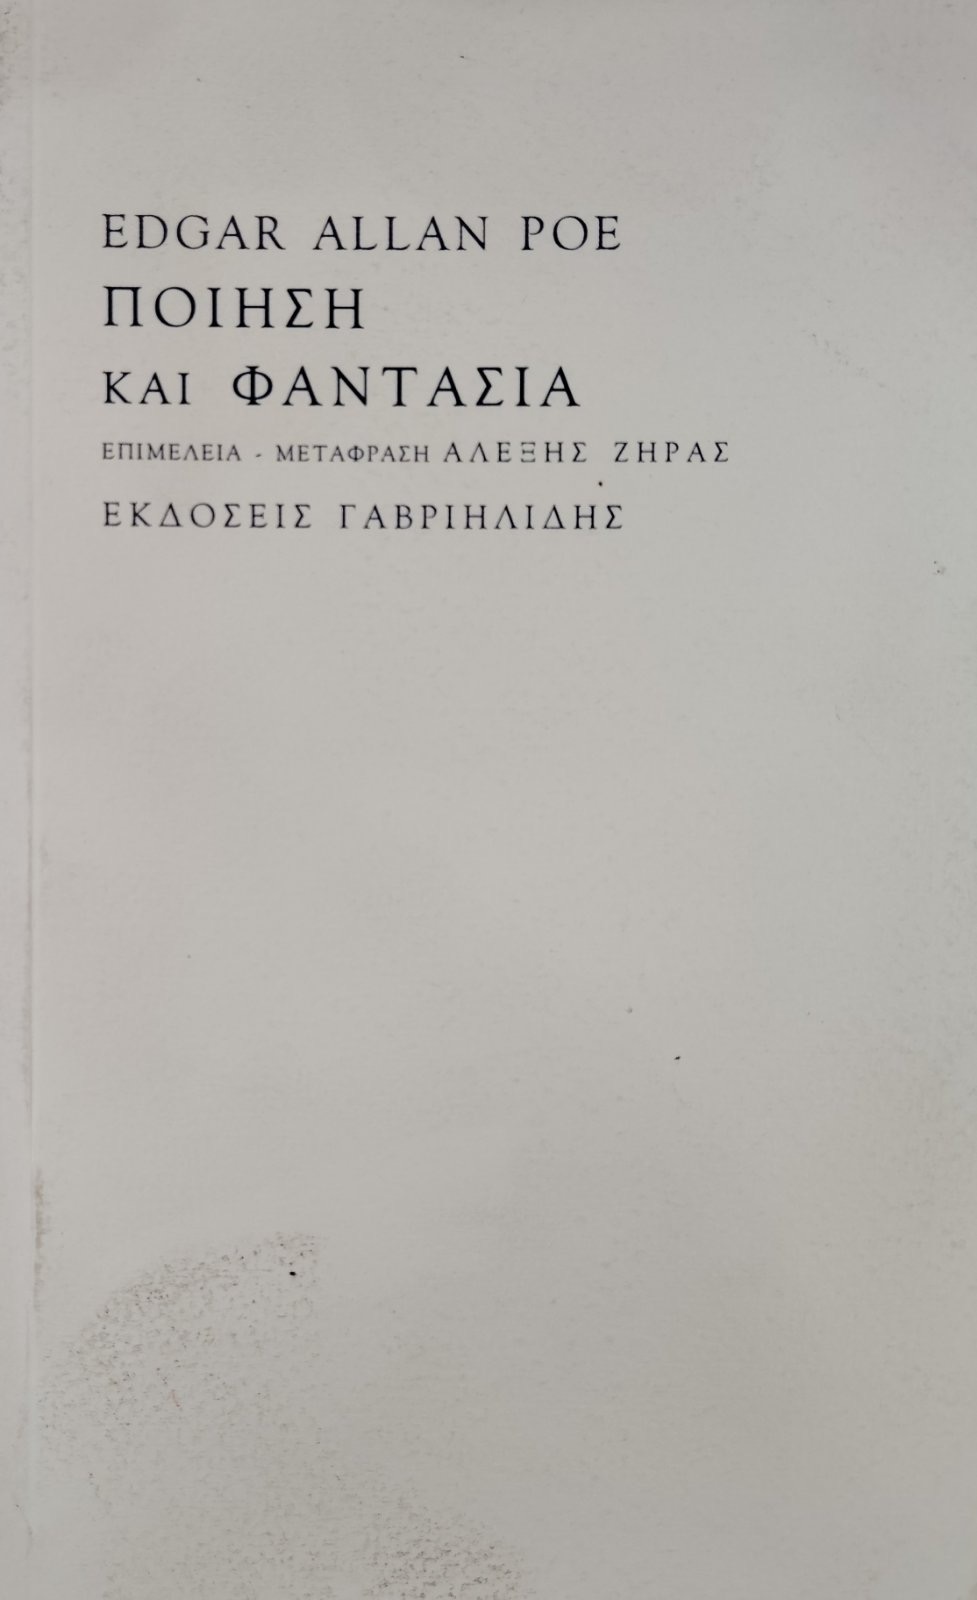 EDGAR ALLAN POE
ΠΟΙΗΣΗ
ΚΑΙ ΦΑΝΤΑΣΙΑ
ΕΠΙΜΕΛΕΙΑ - ΜΕΤΑΦΡΑΣΗ ΑΛΕΞΗΣ ΖΗΡΑΣ
ΕΚΔΟΣΕΙΣ ΓΑΒΡΙΗΛΙΔΗΣ